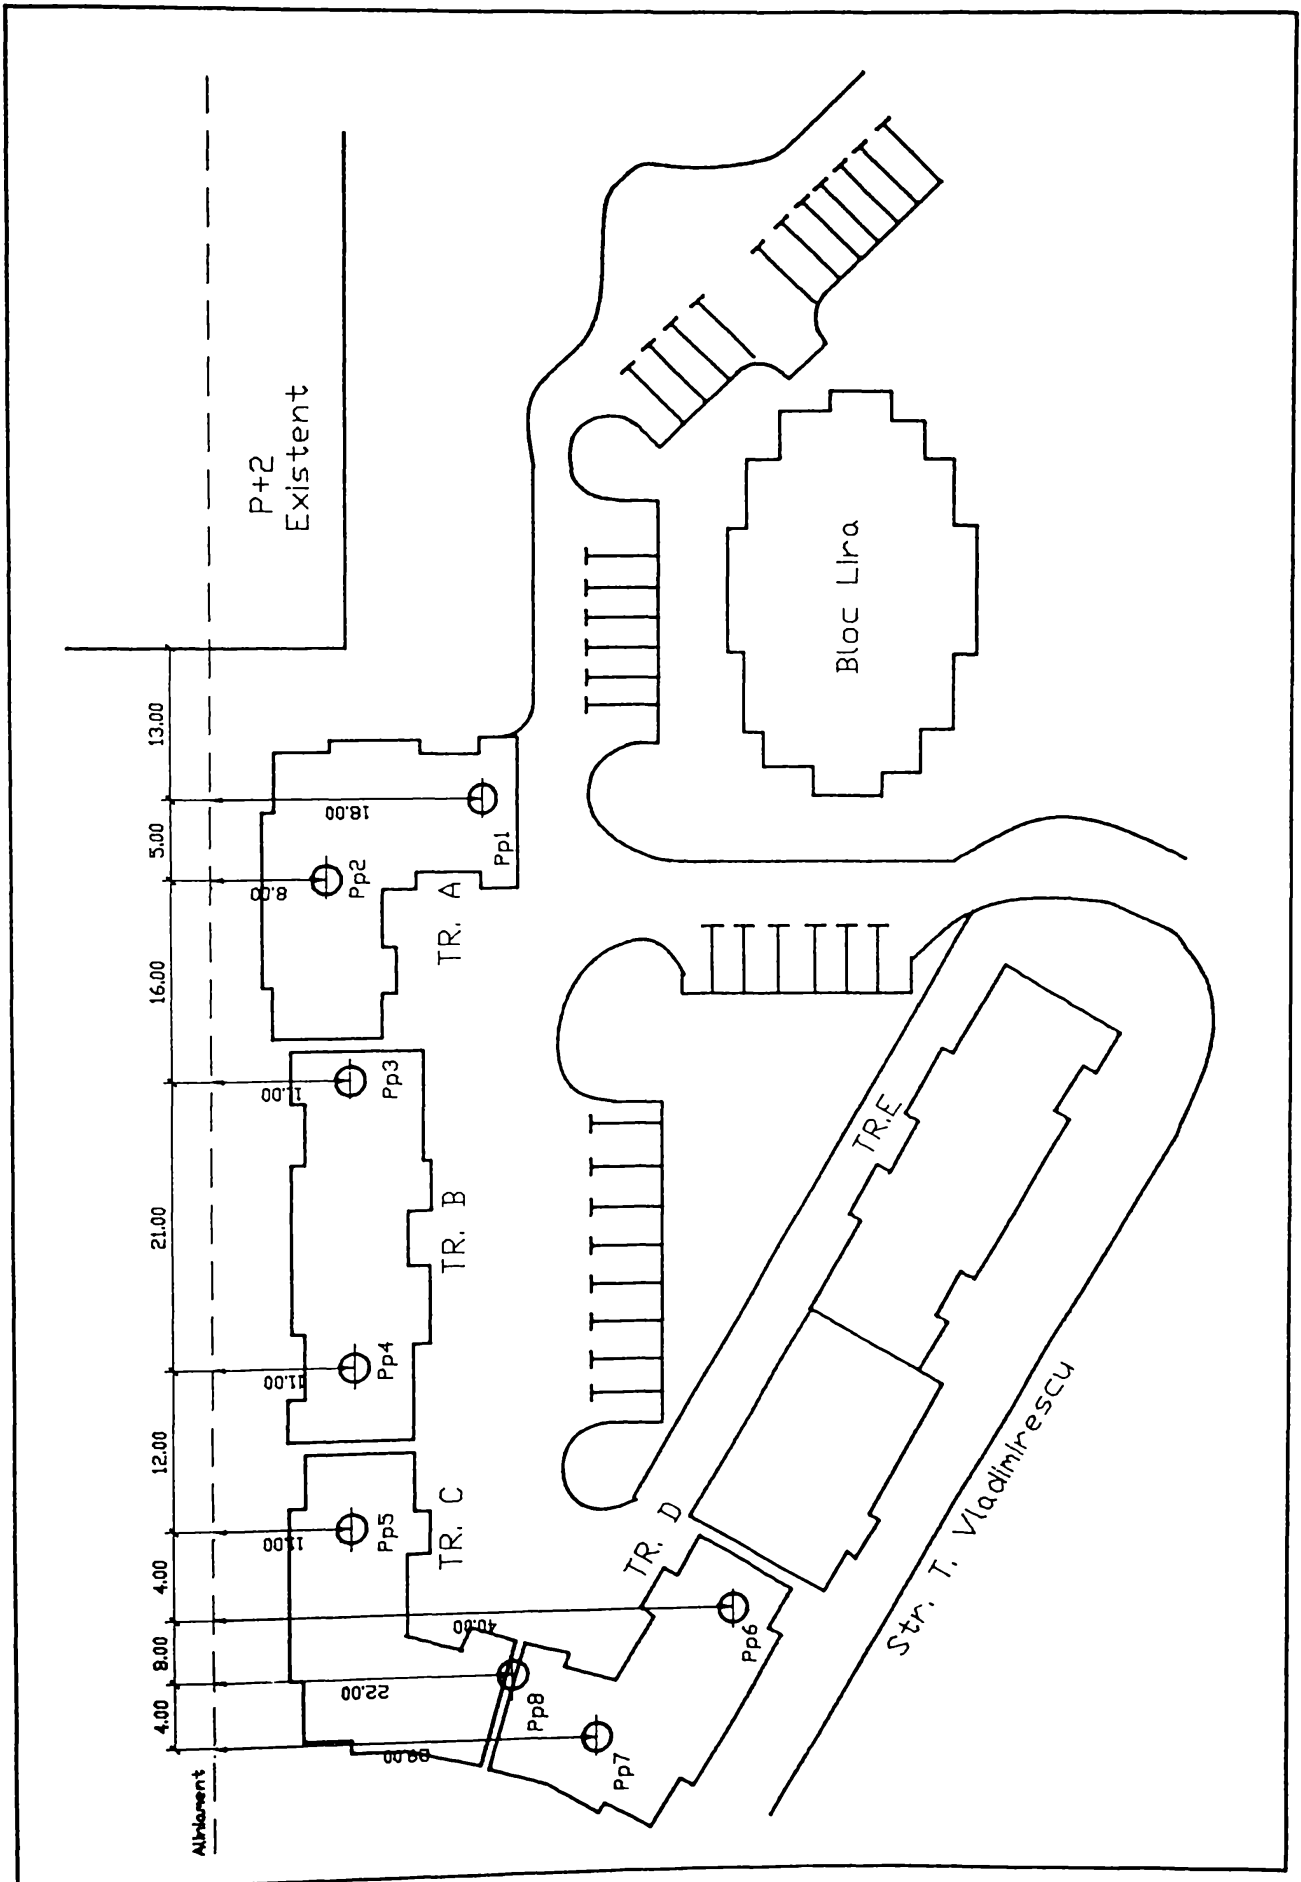 Aliniament
4.00
8.00
4.00
12.00
21.00
16.00
5.00
13.00
22.00
40.00
11.00
11.00
11.00
8.00
18.00
P+2
Existent
Pp7
Pp8
Pp6
Pp5
Pp4
Pp3
Pp2
Pp1
TR. C
TR. B
TR. A
TR. D
TR.E
Bloc Lira
Str. T. Vladimirescu